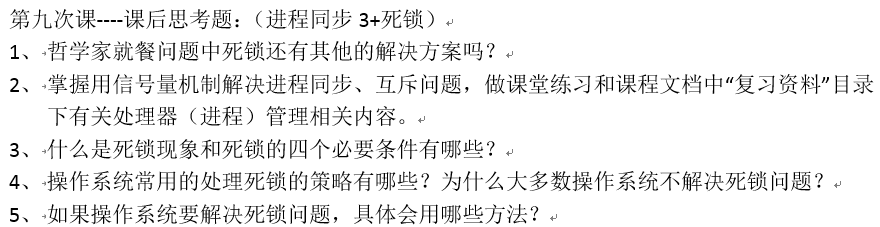 第九次课----课后思考题：（进程同步 3+死锁）
1、哲学家就餐问题中死锁还有其他的解决方案吗？
2、掌握用信号量机制解决进程同步、互斥问题，做课堂练习和课程文档中“复习资料”目录
下有关处理器（进程）管理相关内容。
3、什么是死锁现象和死锁的四个必要条件有哪些？
4、操作系统常用的处理死锁的策略有哪些？为什么大多数操作系统不解决死锁问题？
5、如果操作系统要解决死锁问题，具体会用哪些方法？